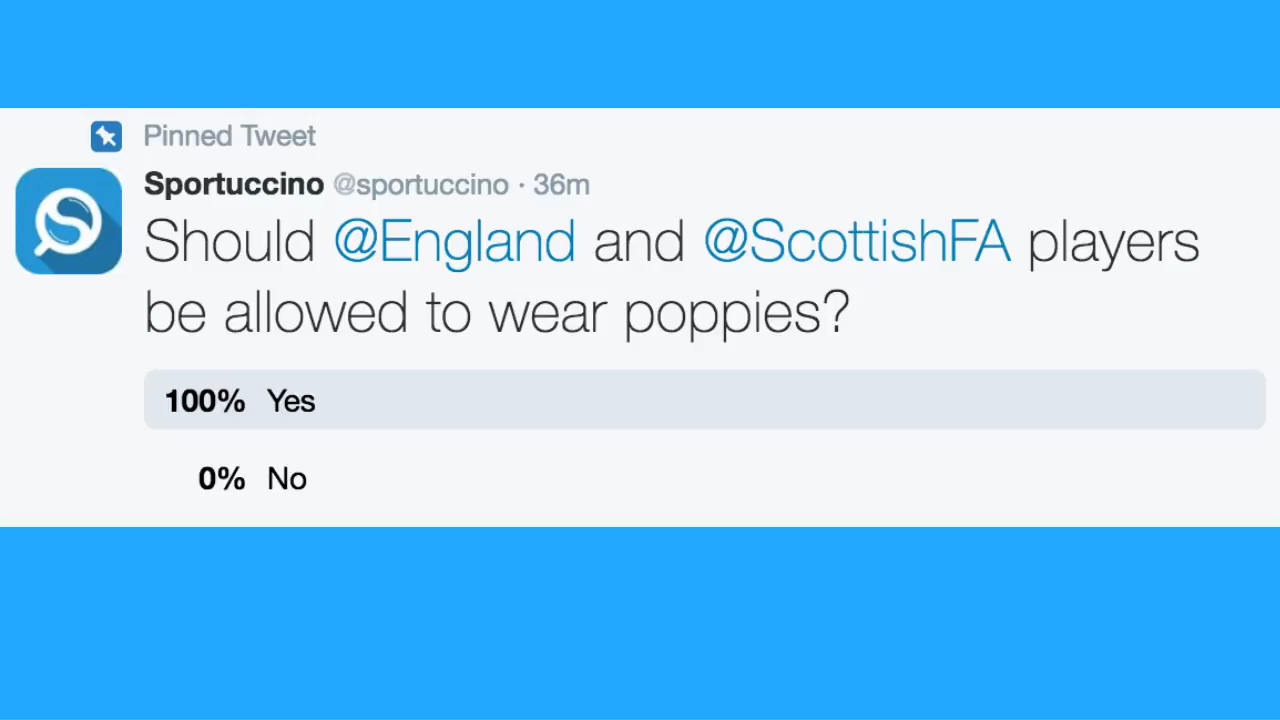 Pinned Tweet
Sportuccino @sportuccino · 36m
Should @England and @ScottishFA players
be allowed to wear poppies?
100% Yes
0% No